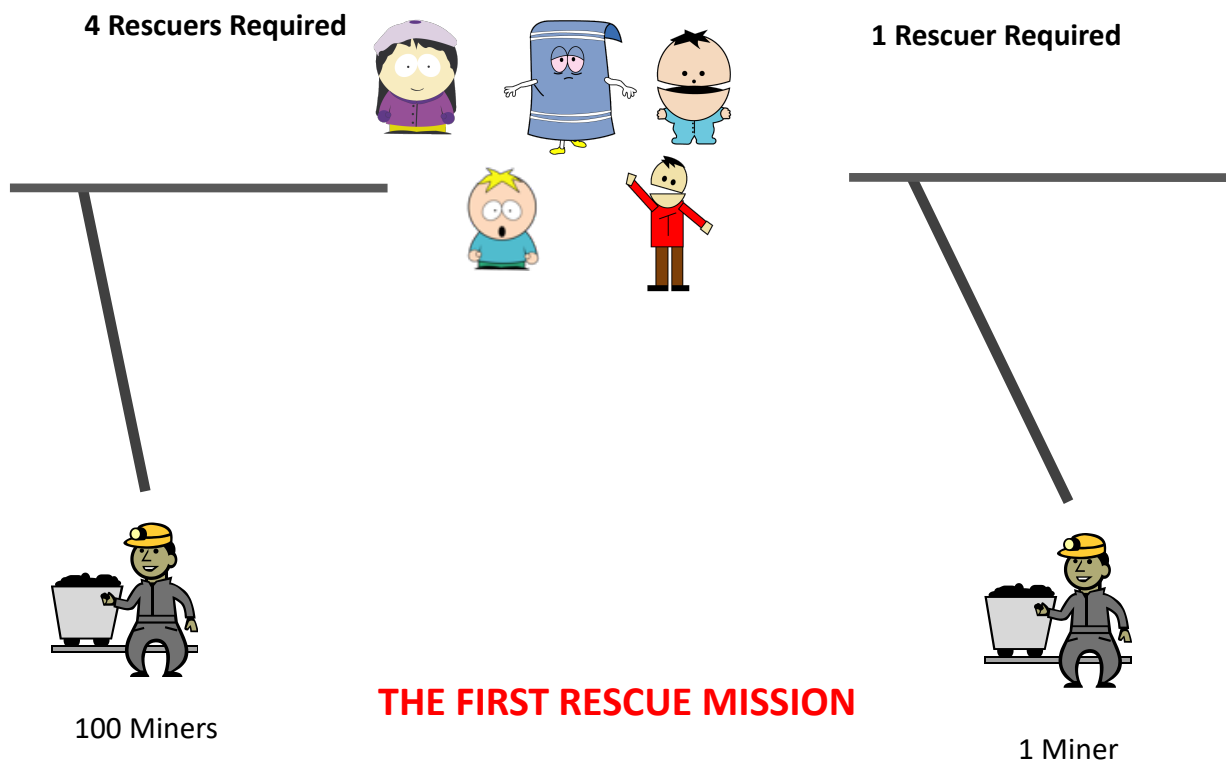 4 Rescuers Required
1 Rescuer Required
THE FIRST RESCUE MISSION
100 Miners
1 Miner